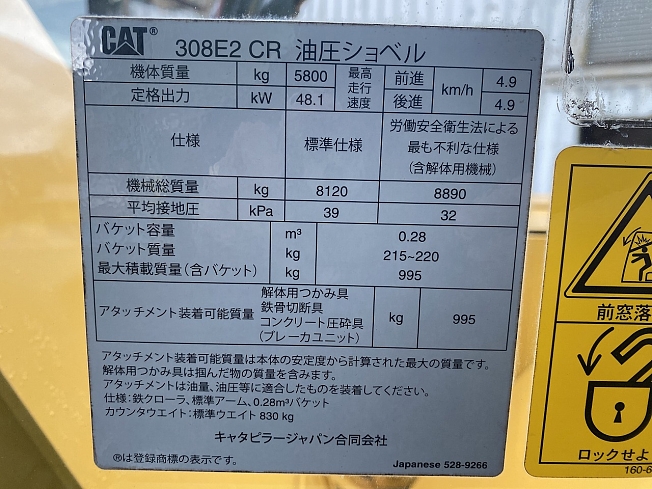 CAT® 308E2 CR 油圧ショベル
機体質量 kg 5800 最高走行速度 前進 km/h 4.9
定格出力 kW 48.1 後進 4.9
仕様 標準仕様 労働安全衛生法による最も不利な仕様(含解体用機械)
機械総質量 kg 8120 8890
平均接地圧 kPa 39 32
バケット容量 m³ 0.28
バケット質量 kg 215~220
最大積載質量(含バケット) kg 995
アタッチメント装着可能質量 解体用つかみ具 鉄骨切断具 コンクリート圧砕具 (ブレーカユニット) kg 995
アタッチメント装着可能質量は本体の安定度から計算された最大の質量です。
解体用つかみ具は掴んだ物の質量を含みます。
アタッチメントは油量、油圧等に適合したものを装着してください。
仕様:鉄クローラ、標準アーム、0.28m³バケット
カウンタウエイト:標準ウエイト 830 kg
キャタピラージャパン合同会社
®は登録商標の表示です。
Japanese 528-9266
前窓落
ロックせよ
160-6